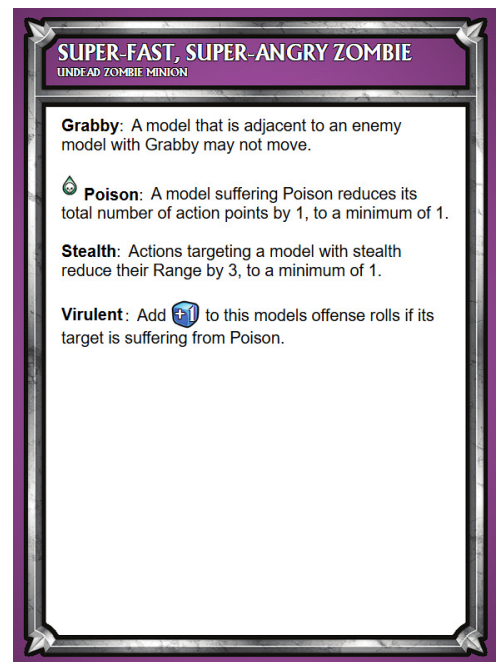 SUPER-FAST, SUPER-ANGRY ZOMBIE
UNDEAD ZOMBIE MINION
Grabby: A model that is adjacent to an enemy
model with Grabby may not move.
Poison: A model suffering Poison reduces its
total number of action points by 1, to a minimum of 1.
Stealth: Actions targeting a model with stealth
reduce their Range by 3, to a minimum of 1.
Virulent: Add +1 to this models offense rolls if its
target is suffering from Poison.